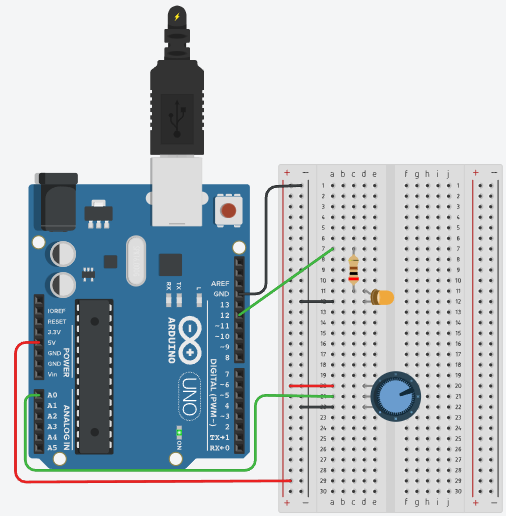 + − a b c d e f g h i j + −
1 1
2 2
3 3
4 4
5 5
6 6
7 7
8 8
9 9
10 10
11 11
12 12
13 13
14 14
15 15
16 16
17 17
18 18
19 19
20 20
21 21
22 22
23 23
24 24
25 25
26 26
27 27
28 28
29 29
30 30
+ − a b c d e f g h i j + −
RX TX L
ARDUINO
UNO
ON
IOREF
RESET
3.3V
5V
GND
GND
Vin
POWER
A0
A1
A2
A3
A4
A5
ANALOG IN
AREF
GND
13
12
~11
~10
~9
8
7
~6
~5
4
~3
2
TX→1
RX←0
DIGITAL (PWM~)